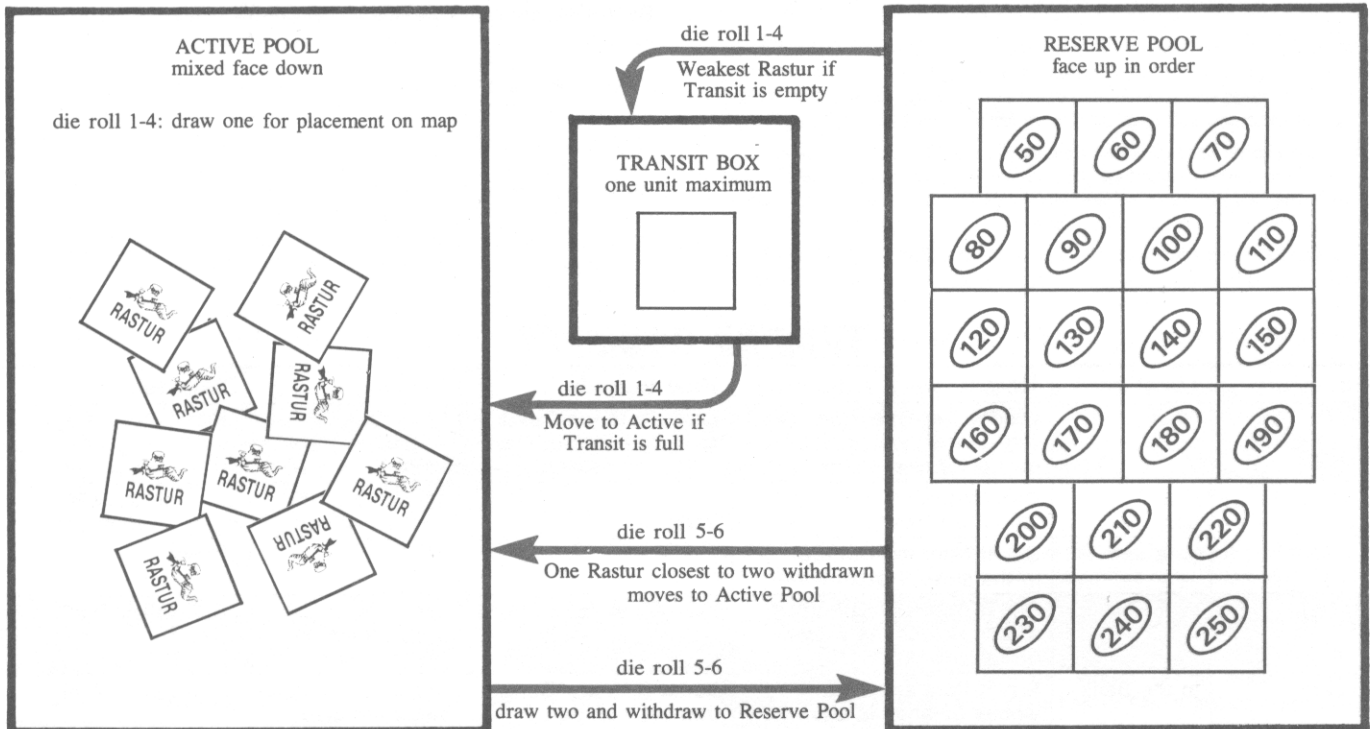 ACTIVE POOL
mixed face down
die roll 1-4: draw one for placement on map
RASTUR
RASTUR
RASTUR
RASTUR
RASTUR
RASTUR
RASTUR
RASTUR
RASTUR
die roll 1-4
Weakest Rastur if
Transit is empty
TRANSIT BOX
one unit maximum
die roll 1-4
Move to Active if
Transit is full
die roll 5-6
One Rastur closest to two withdrawn
moves to Active Pool
die roll 5-6
draw two and withdraw to Reserve Pool
RESERVE POOL
face up in order
50 60 70
80 90 100 110
120 130 140 150
160 170 180 190
200 210 220
230 240 250